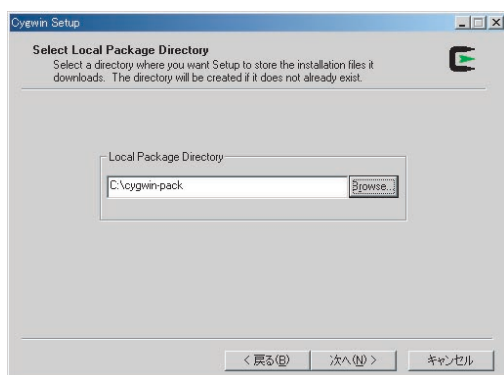 Cygwin Setup
Select Local Package Directory
Select a directory where you want Setup to store the installation files it
downloads. The directory will be created if it does not already exist.
Local Package Directory
C:\cygwin-pack
Browse...
< 戻る(B)
次へ(N) >
キャンセル